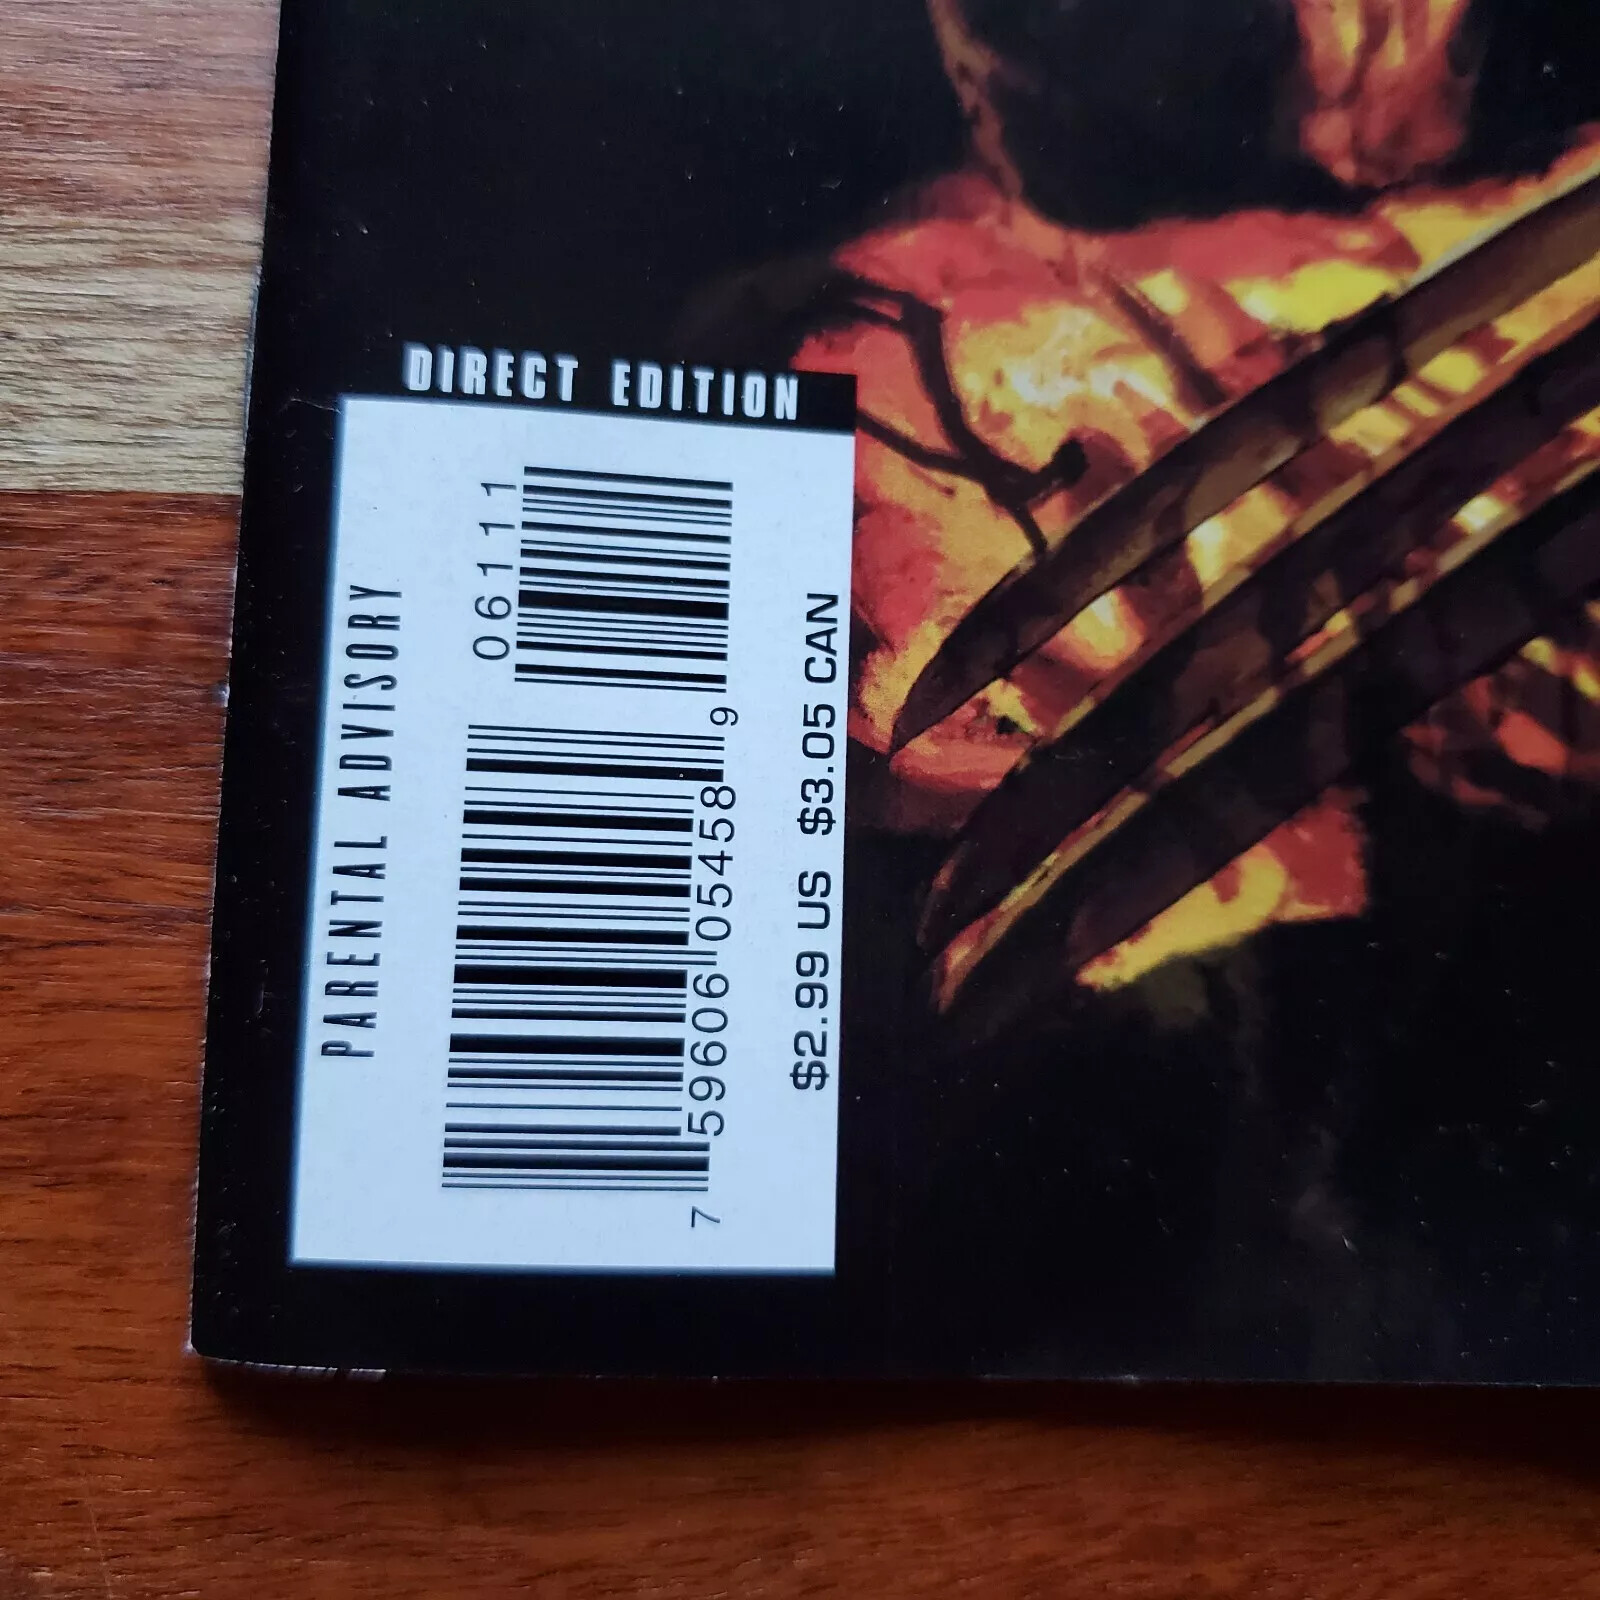 DIRECT EDITION
PARENTAL ADVISORY
06111
7 59606 05458 9
$2.99 US $3.05 CAN